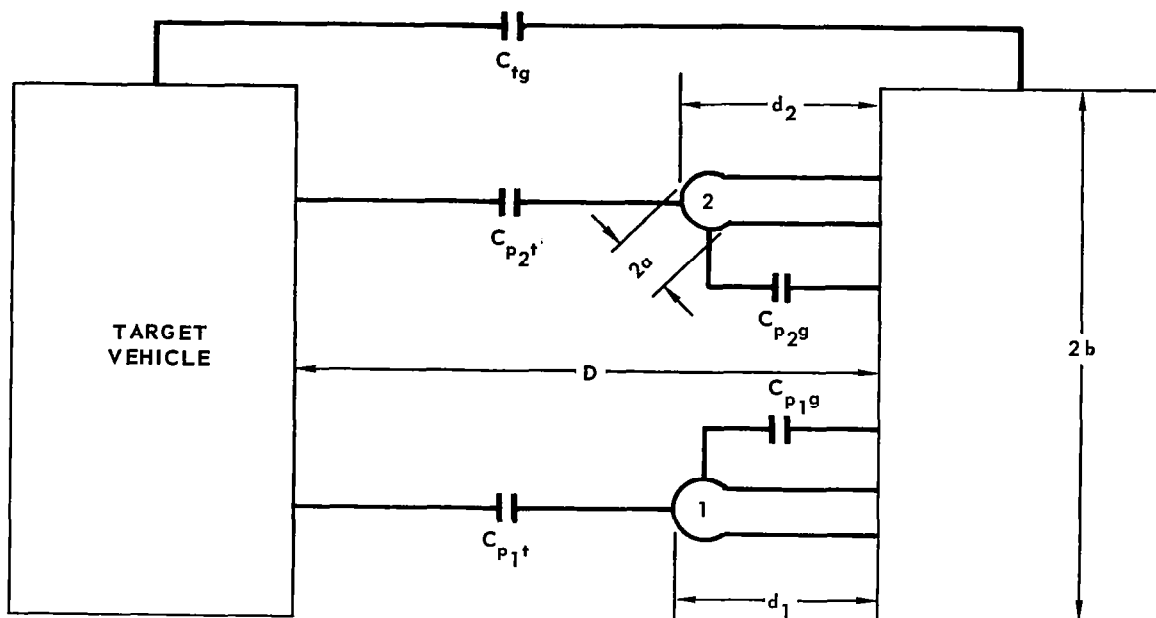 C_tg
d_2
2
C_p2t
2a
C_p2g
TARGET
VEHICLE
2b
D
C_p1g
1
C_p1t
d_1